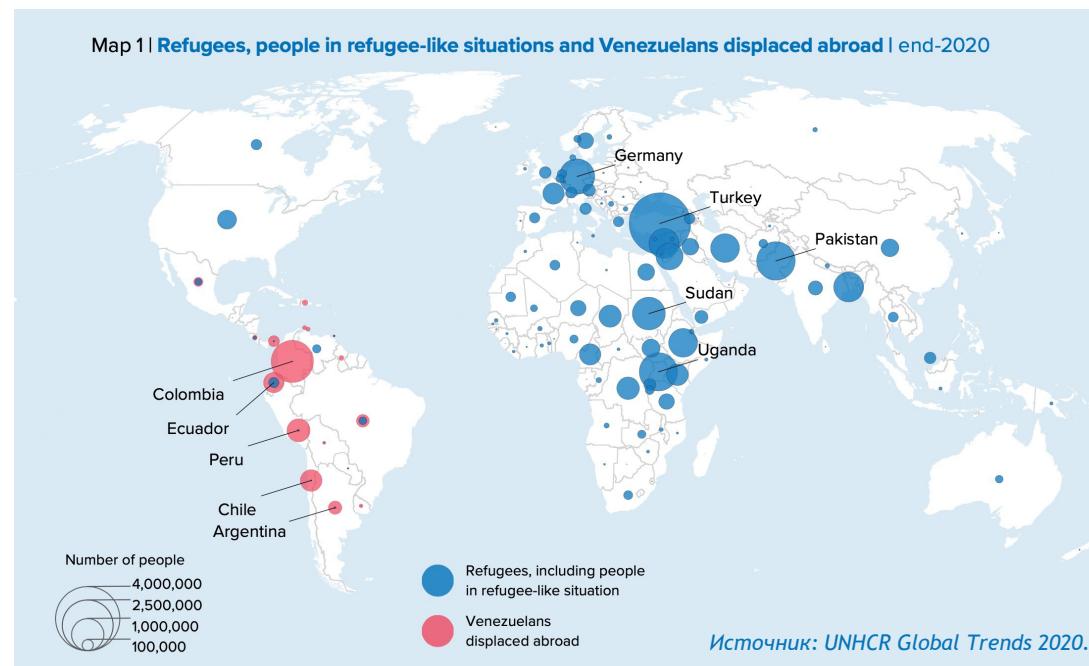 Map 1 | Refugees, people in refugee-like situations and Venezuelans displaced abroad | end-2020
Germany
Turkey
Pakistan
Sudan
Uganda
Colombia
Ecuador
Peru
Chile
Argentina
Number of people
4,000,000
2,500,000
1,000,000
100,000
Refugees, including people
in refugee-like situation
Venezuelans
displaced abroad
Источник: UNHCR Global Trends 2020.